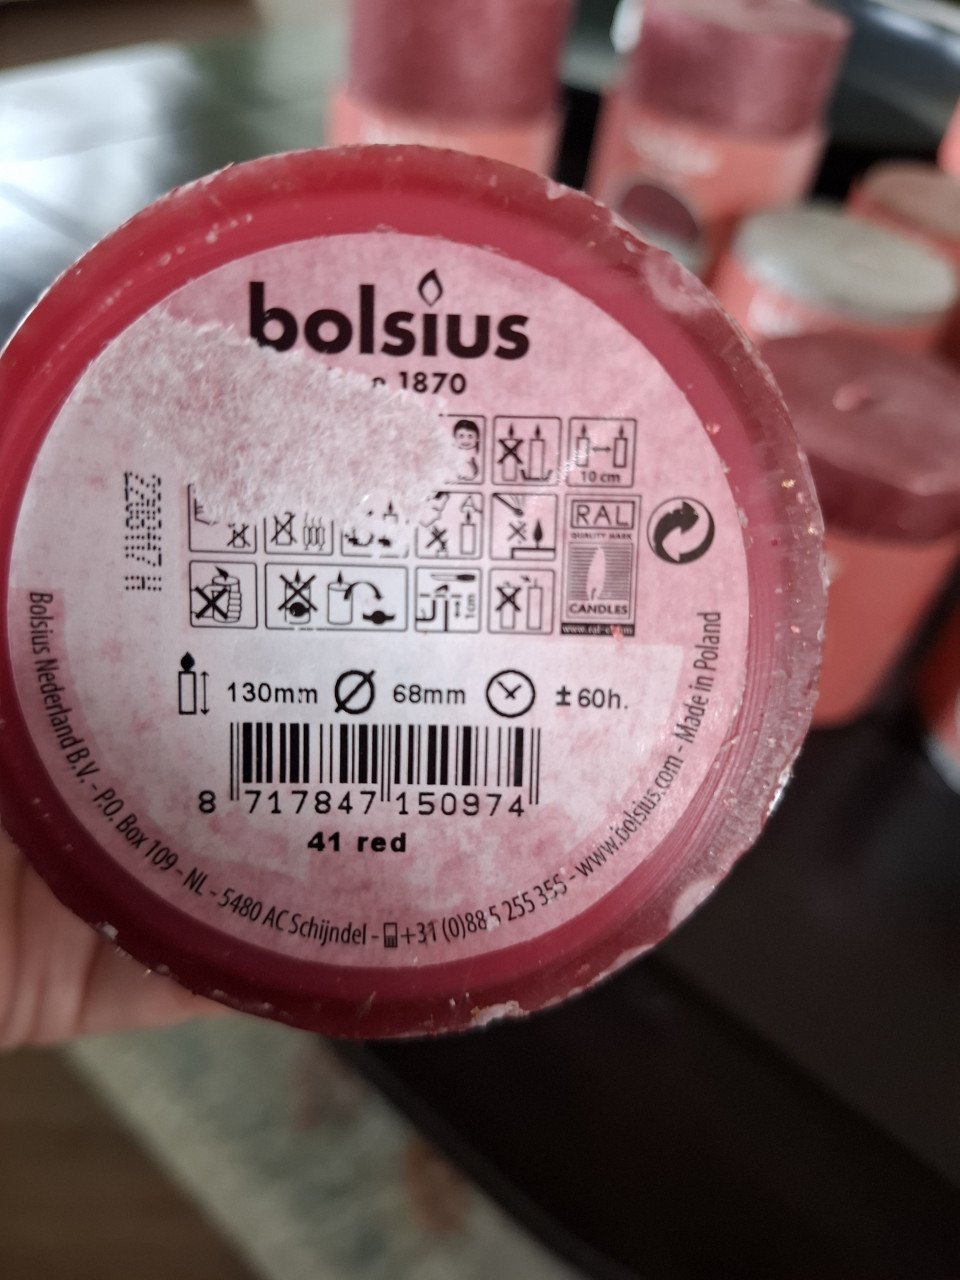 bolsius
1870
10 cm
RAL
QUALITY MARK
1cm
CANDLES
130mm 68mm ±60h.
8 717847 150974
41 red
Bolsius Nederland B.V. - P.O. Box 109 - NL - 5480 AC Schijndel - +31 (0)88 5 255 355 - www.bolsius.com - Made in Poland